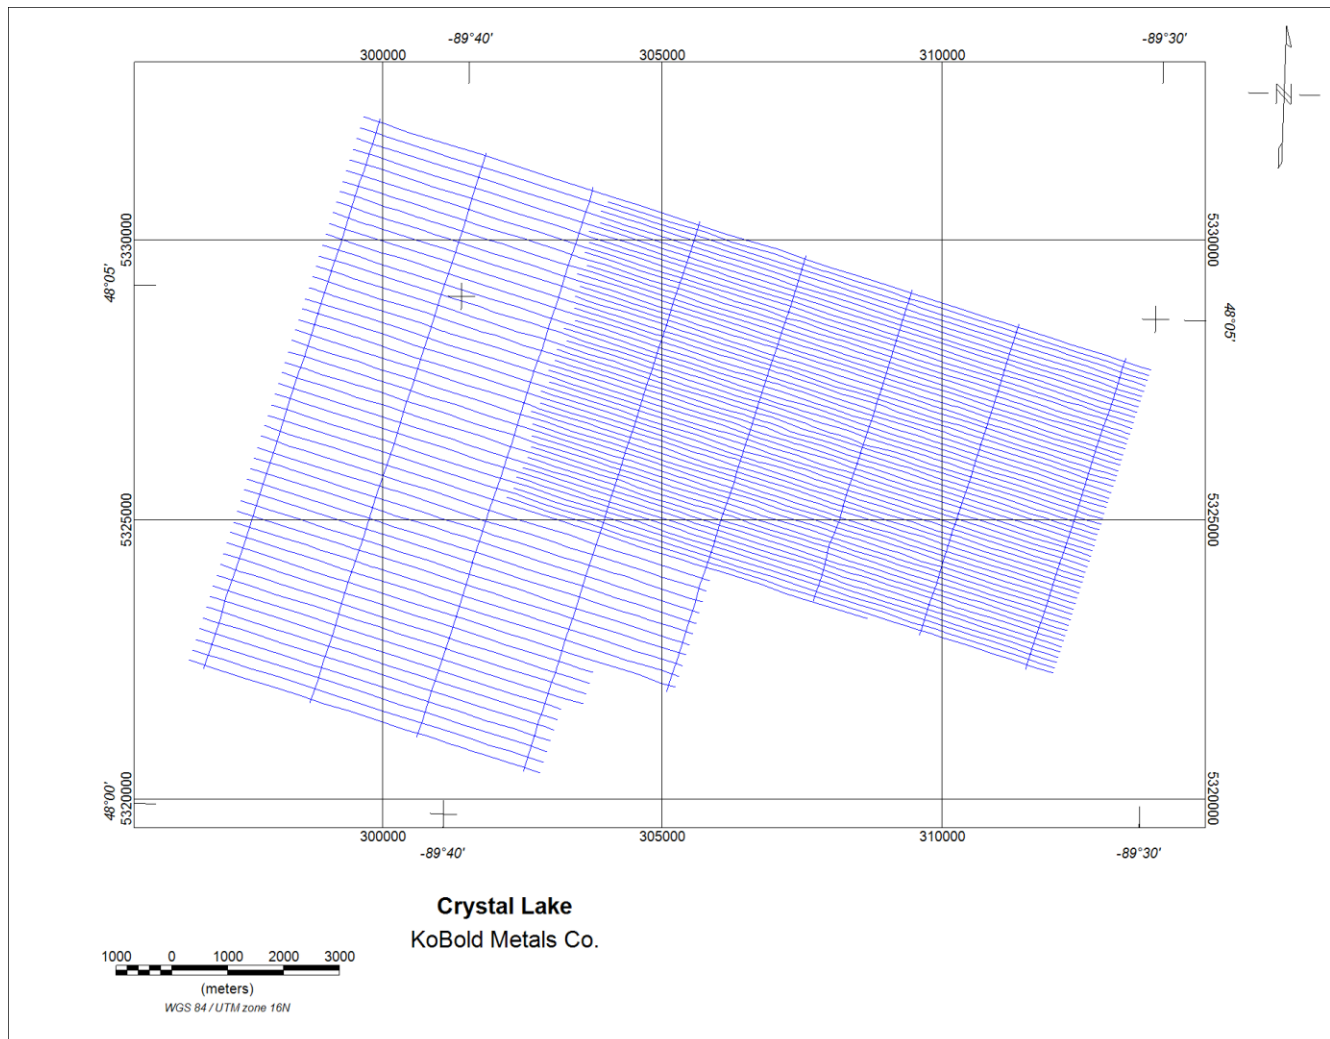 -89°40' -89°30'
300000 305000 310000
N
5330000 5330000
48°05' 48°05'
5325000 5325000
48°00' 5320000 5320000
300000 305000 310000
-89°40' -89°30'
Crystal Lake
KoBold Metals Co.
1000 0 1000 2000 3000
(meters)
WGS 84 / UTM zone 16N